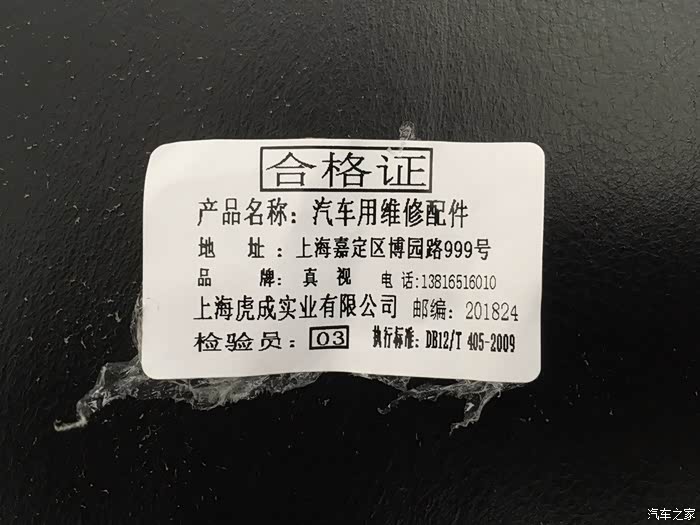 合格证
产品名称：汽车用维修配件
地 址：上海嘉定区博园路999号
品 牌：真 视 电 话:13816516010
上海虎成实业有限公司 邮编：201824
检验员：03 执行标准：DB12/T 405-2009
汽车之家